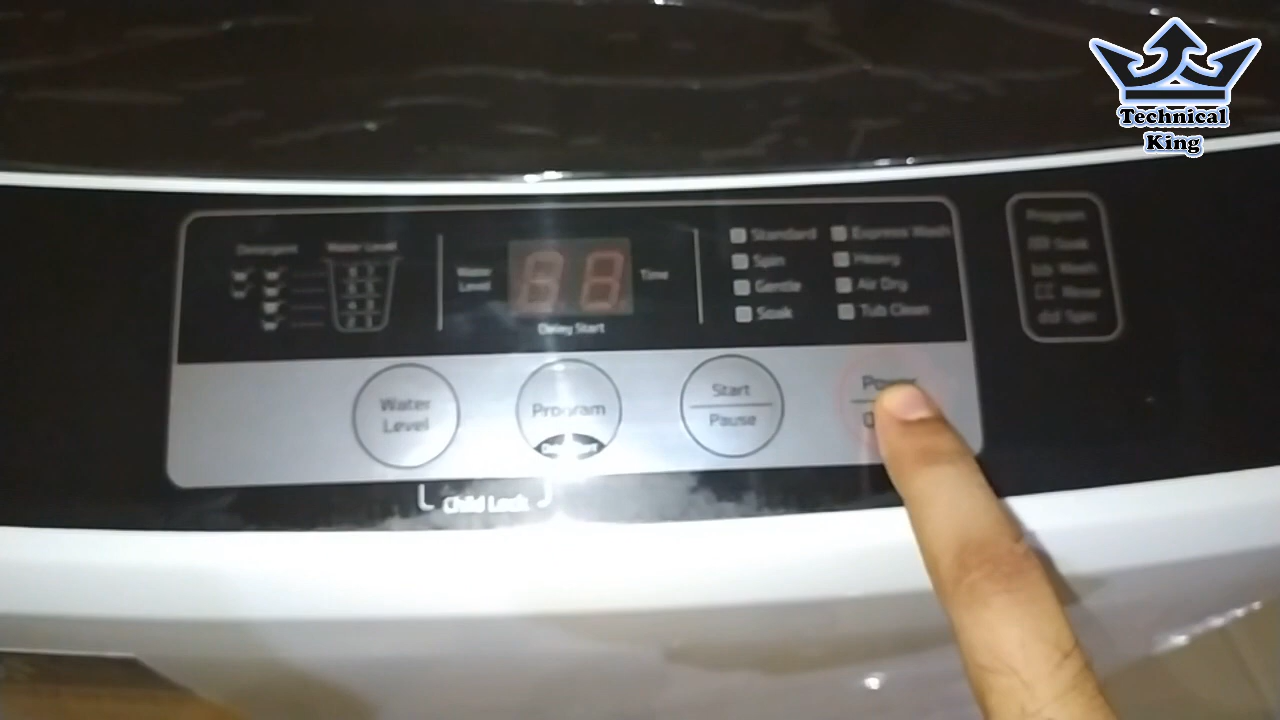 Technical
King
Detergent
Water Level
Water
Level
Time
Delay Start
Standard
Spin
Gentle
Soak
Express Wash
Heavy
Air Dry
Tub Clean
Program
Soak
Wash
Rinse
Spin
Water
Level
Program
Start
Pause
Power
Child Lock